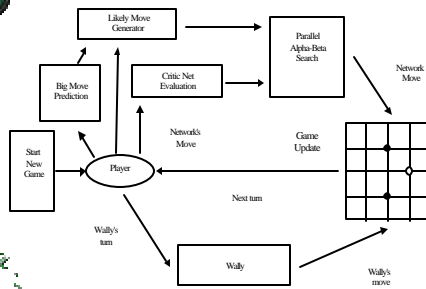 Likely Move
Generator
Parallel
Alpha-Beta
Search
Network
Move
Big Move
Prediction
Critic Net
Evaluation
Network's
Move
Game
Update
Start
New
Game
Player
Next turn
Wally's
turn
Wally
Wally's
move